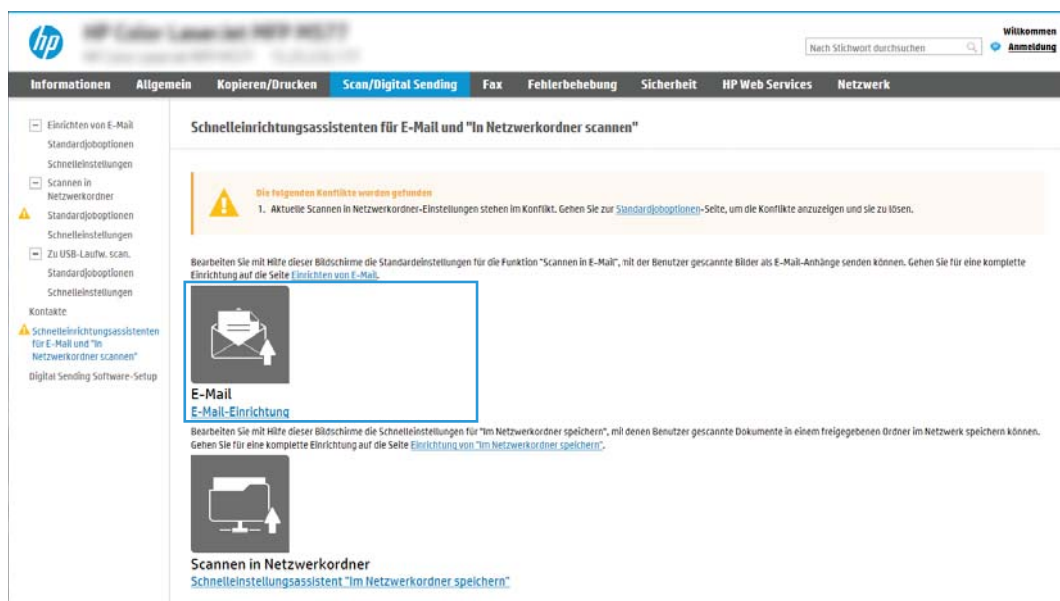 hp
Willkommen
Nach Stichwort durchsuchen
Anmeldung
Informationen Allgemein Kopieren/Drucken Scan/Digital Sending Fax Fehlerbehebung Sicherheit HP Web Services Netzwerk
Einrichten von E-Mail
Standardjoboptionen
Schnelleinstellungen
Scannen in
Netzwerkordner
Standardjoboptionen
Schnelleinstellungen
Zu USB-Laufw. scan.
Standardjoboptionen
Schnelleinstellungen
Kontakte
Schnelleinrichtungsassistenten
für E-Mail und "In
Netzwerkordner scannen"
Digital Sending Software-Setup
Schnelleinrichtungsassistenten für E-Mail und "In Netzwerkordner scannen"
Die folgenden Konflikte wurden gefunden
1. Aktuelle Scannen in Netzwerkordner-Einstellungen stehen im Konflikt. Gehen Sie zur Standardjoboptionen-Seite, um die Konflikte anzuzeigen und sie zu lösen.
Bearbeiten Sie mit Hilfe dieser Bildschirme die Standardeinstellungen für die Funktion "Scannen in E-Mail", mit der Benutzer gescannte Bilder als E-Mail-Anhänge senden können. Gehen Sie für eine komplette
Einrichtung auf die Seite Einrichten von E-Mail.
E-Mail
E-Mail-Einrichtung
Bearbeiten Sie mit Hilfe dieser Bildschirme die Schnelleinstellungen für "Im Netzwerkordner speichern", mit denen Benutzer gescannte Dokumente in einem freigegebenen Ordner im Netzwerk speichern können.
Gehen Sie für eine komplette Einrichtung auf die Seite Einrichtung von "Im Netzwerkordner speichern".
Scannen in Netzwerkordner
Schnelleinstellungsassistent "Im Netzwerkordner speichern"